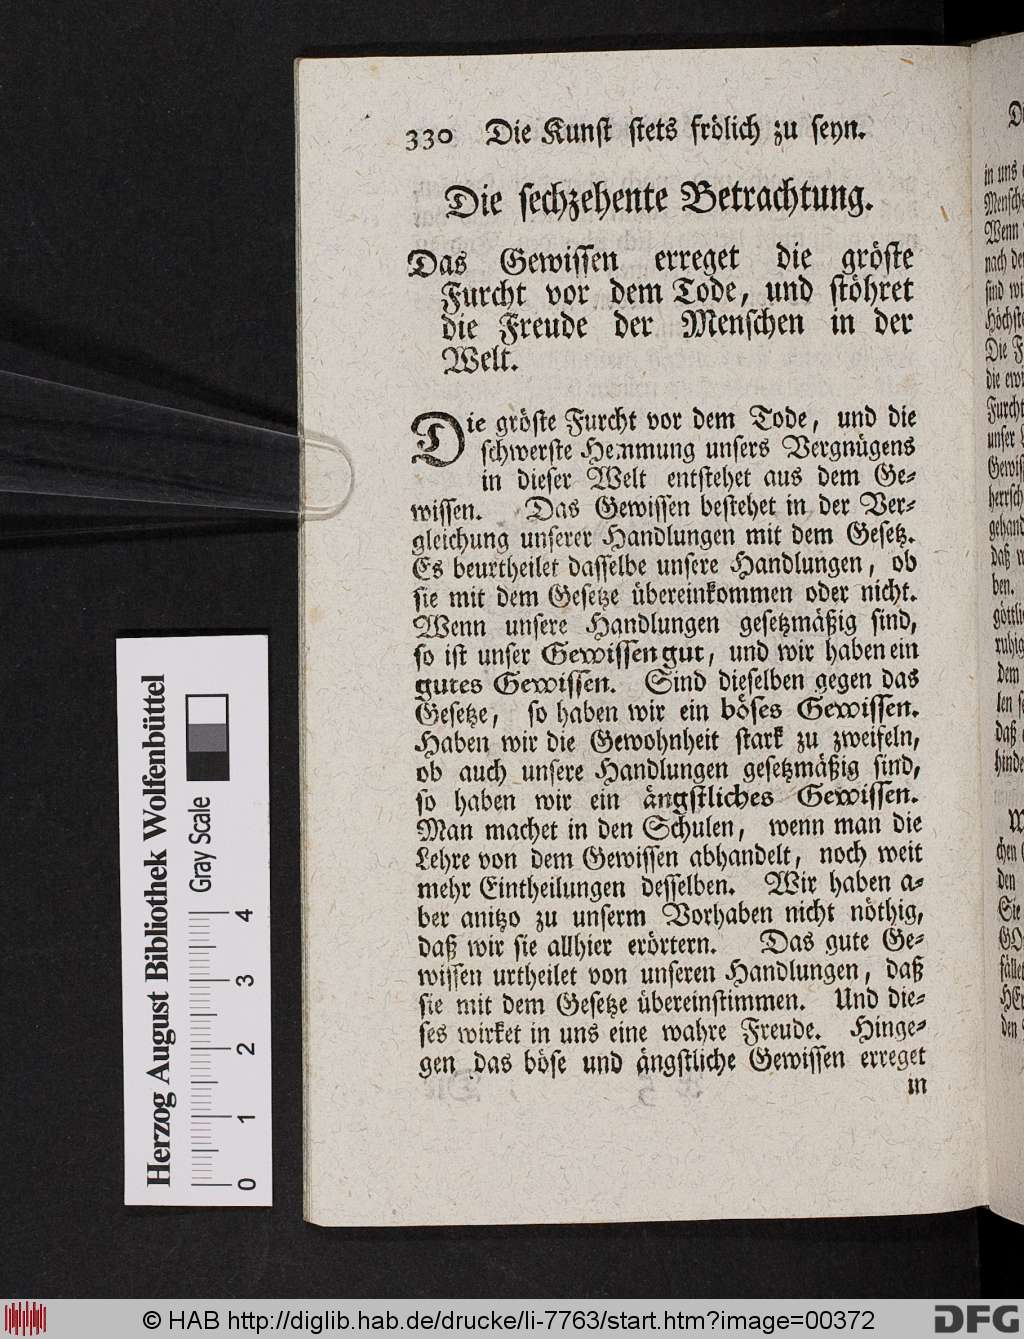 330 Die Kunst stets frölich zu seyn.
Die sechzehente Betrachtung.
Das Gewissen erreget die gröste
Furcht vor dem Tode, und stöhret
die Freude der Menschen in der
Welt.
Die gröste Furcht vor dem Tode, und die
schwerste Hemmung unsers Vergnügens
in dieser Welt entstehet aus dem Ge-
wissen. Das Gewissen bestehet in der Ver-
gleichung unserer Handlungen mit dem Gesetz.
Es beurtheilet dasselbe unsere Handlungen, ob
sie mit dem Gesetze übereinkommen oder nicht.
Wenn unsere Handlungen gesetzmäßig sind,
so ist unser Gewissen gut, und wir haben ein
gutes Gewissen. Sind dieselben gegen das
Gesetze, so haben wir ein böses Gewissen.
Haben wir die Gewohnheit stark zu zweifeln,
ob auch unsere Handlungen gesetzmäßig sind,
so haben wir ein ängstliches Gewissen.
Man machet in den Schulen, wenn man die
Lehre von dem Gewissen abhandelt, noch weit
mehr Eintheilungen desselben. Wir haben a-
ber anitzo zu unserm Vorhaben nicht nöthig,
daß wir sie allhier erörtern. Das gute Ge-
wissen urtheilet von unseren Handlungen, daß
sie mit dem Gesetze übereinstimmen. Und die-
ses wirket in uns eine wahre Freude. Hinge-
gen das böse und ängstliche Gewissen erreget
in
Herzog August Bibliothek Wolfenbüttel
Gray Scale
0 1 2 3 4
© HAB http://diglib.hab.de/drucke/li-7763/start.htm?image=00372
DFG